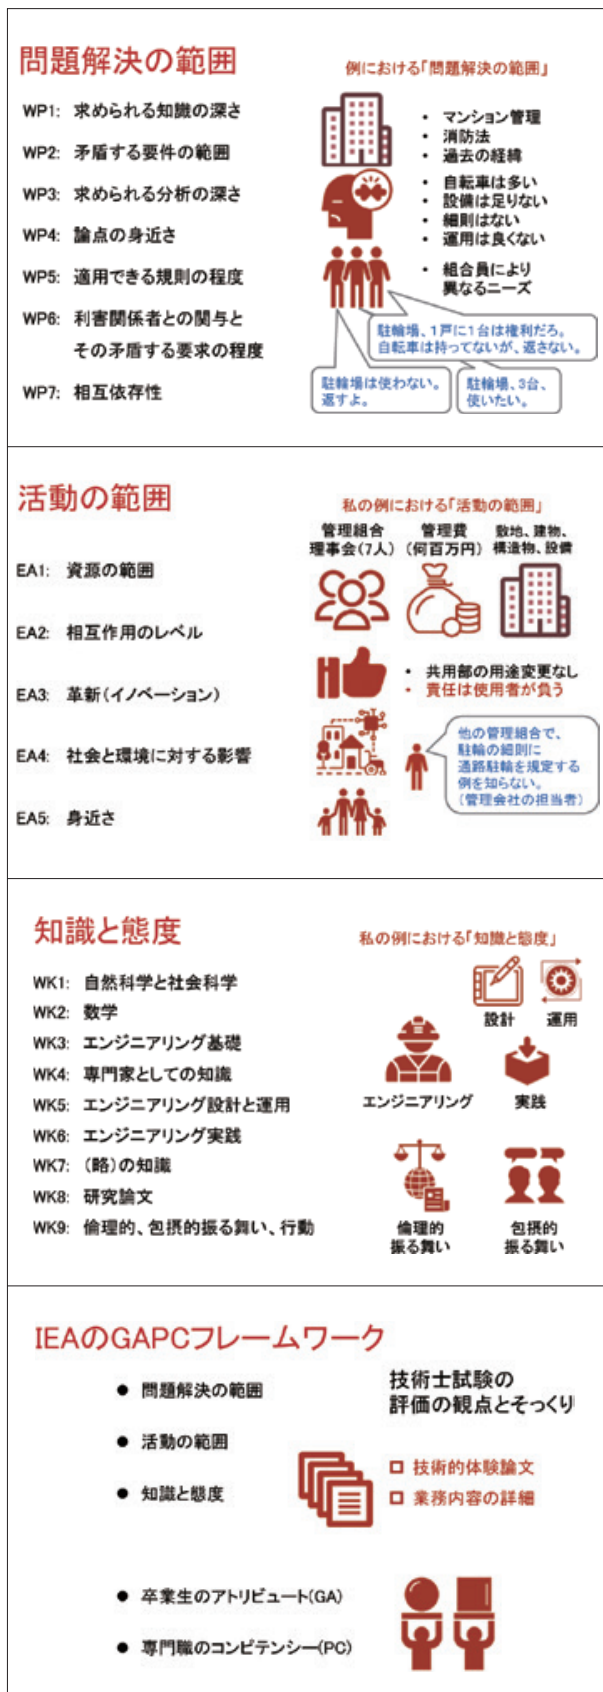 問題解決の範囲
例における「問題解決の範囲」
WP1: 求められる知識の深さ
WP2: 矛盾する要件の範囲
WP3: 求められる分析の深さ
WP4: 論点の身近さ
WP5: 適用できる規則の程度
WP6: 利害関係者との関与と
その矛盾する要求の程度
WP7: 相互依存性
• マンション管理
• 消防法
• 過去の経緯
• 自転車は多い
• 設備は足りない
• 細則はない
• 運用は良くない
• 組合員により
異なるニーズ
駐輪場、1戸に1台は権利だろ。
自転車は持ってないが、返さない。
駐輪場は使わない。
返すよ。
駐輪場、3台、
使いたい。
活動の範囲
私の例における「活動の範囲」
EA1: 資源の範囲
EA2: 相互作用のレベル
EA3: 革新(イノベーション)
EA4: 社会と環境に対する影響
EA5: 身近さ
管理組合
理事会(7人)
管理費
(何百万円)
敷地、建物、
構造物、設備
• 共用部の用途変更なし
• 責任は使用者が負う
他の管理組合で、
駐輪の細則に
通路駐輪を規定する
例を知らない。
(管理会社の担当者)
知識と態度
私の例における「知識と態度」
WK1: 自然科学と社会科学
WK2: 数学
WK3: エンジニアリング基礎
WK4: 専門家としての知識
WK5: エンジニアリング設計と運用
WK6: エンジニアリング実践
WK7: (略)の知識
WK8: 研究論文
WK9: 倫理的、包摂的振る舞い、行動
設計
運用
エンジニアリング
実践
倫理的
振る舞い
包摂的
振る舞い
IEAのGAPCフレームワーク
● 問題解決の範囲
● 活動の範囲
● 知識と態度
技術士試験の
評価の観点とそっくり
□ 技術的体験論文
□ 業務内容の詳細
● 卒業生のアトリビュート(GA)
● 専門職のコンピテンシー(PC)